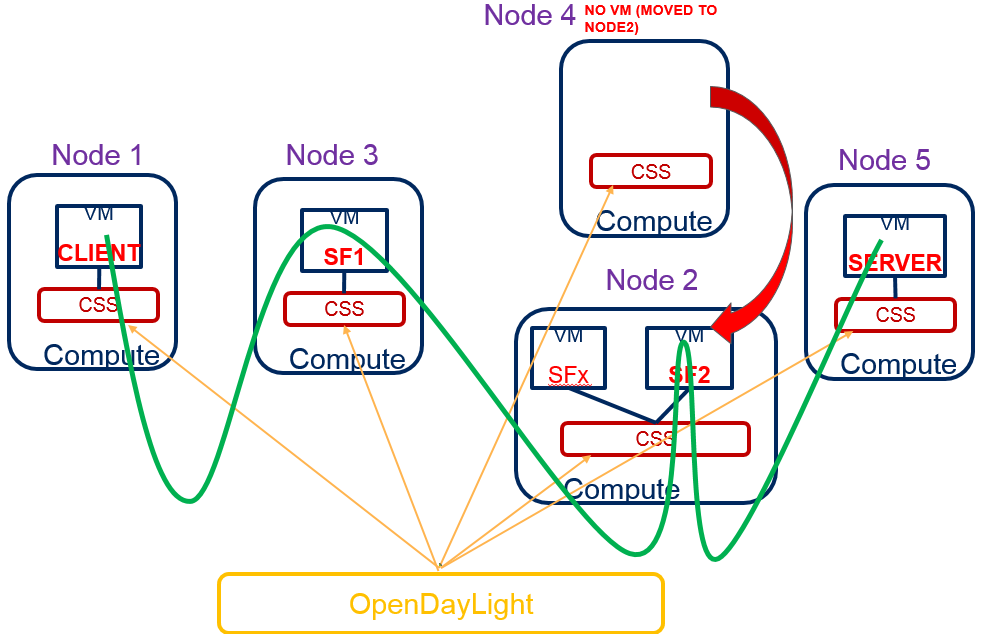 Node 4 NO VM (MOVED TO
NODE2)
CSS
Compute
Node 1
VM
CLIENT
CSS
Compute
Node 3
VM
SF1
CSS
Compute
Node 5
VM
SERVER
CSS
Compute
Node 2
VM
SFx
VM
SF2
CSS
Compute
OpenDayLight